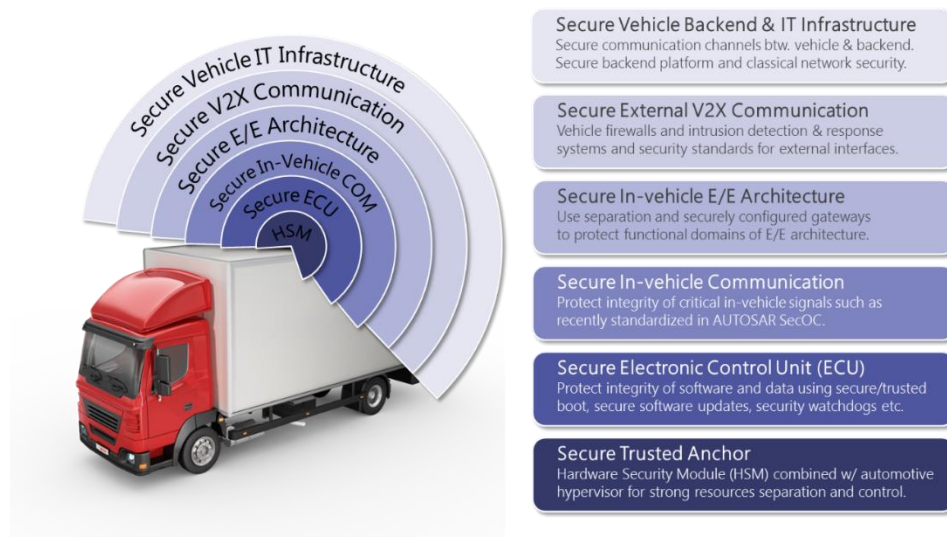 Secure Vehicle IT Infrastructure
Secure V2X Communication
Secure E/E Architecture
Secure In-Vehicle COM
Secure ECU
HSM
Secure Vehicle Backend & IT Infrastructure
Secure communication channels btw. vehicle & backend.
Secure backend platform and classical network security.
Secure External V2X Communication
Vehicle firewalls and intrusion detection & response
systems and security standards for external interfaces.
Secure In-vehicle E/E Architecture
Use separation and securely configured gateways
to protect functional domains of E/E architecture.
Secure In-vehicle Communication
Protect integrity of critical in-vehicle signals such as
recently standardized in AUTOSAR SecOC.
Secure Electronic Control Unit (ECU)
Protect integrity of software and data using secure/trusted
boot, secure software updates, security watchdogs etc.
Secure Trusted Anchor
Hardware Security Module (HSM) combined w/ automotive
hypervisor for strong resources separation and control.